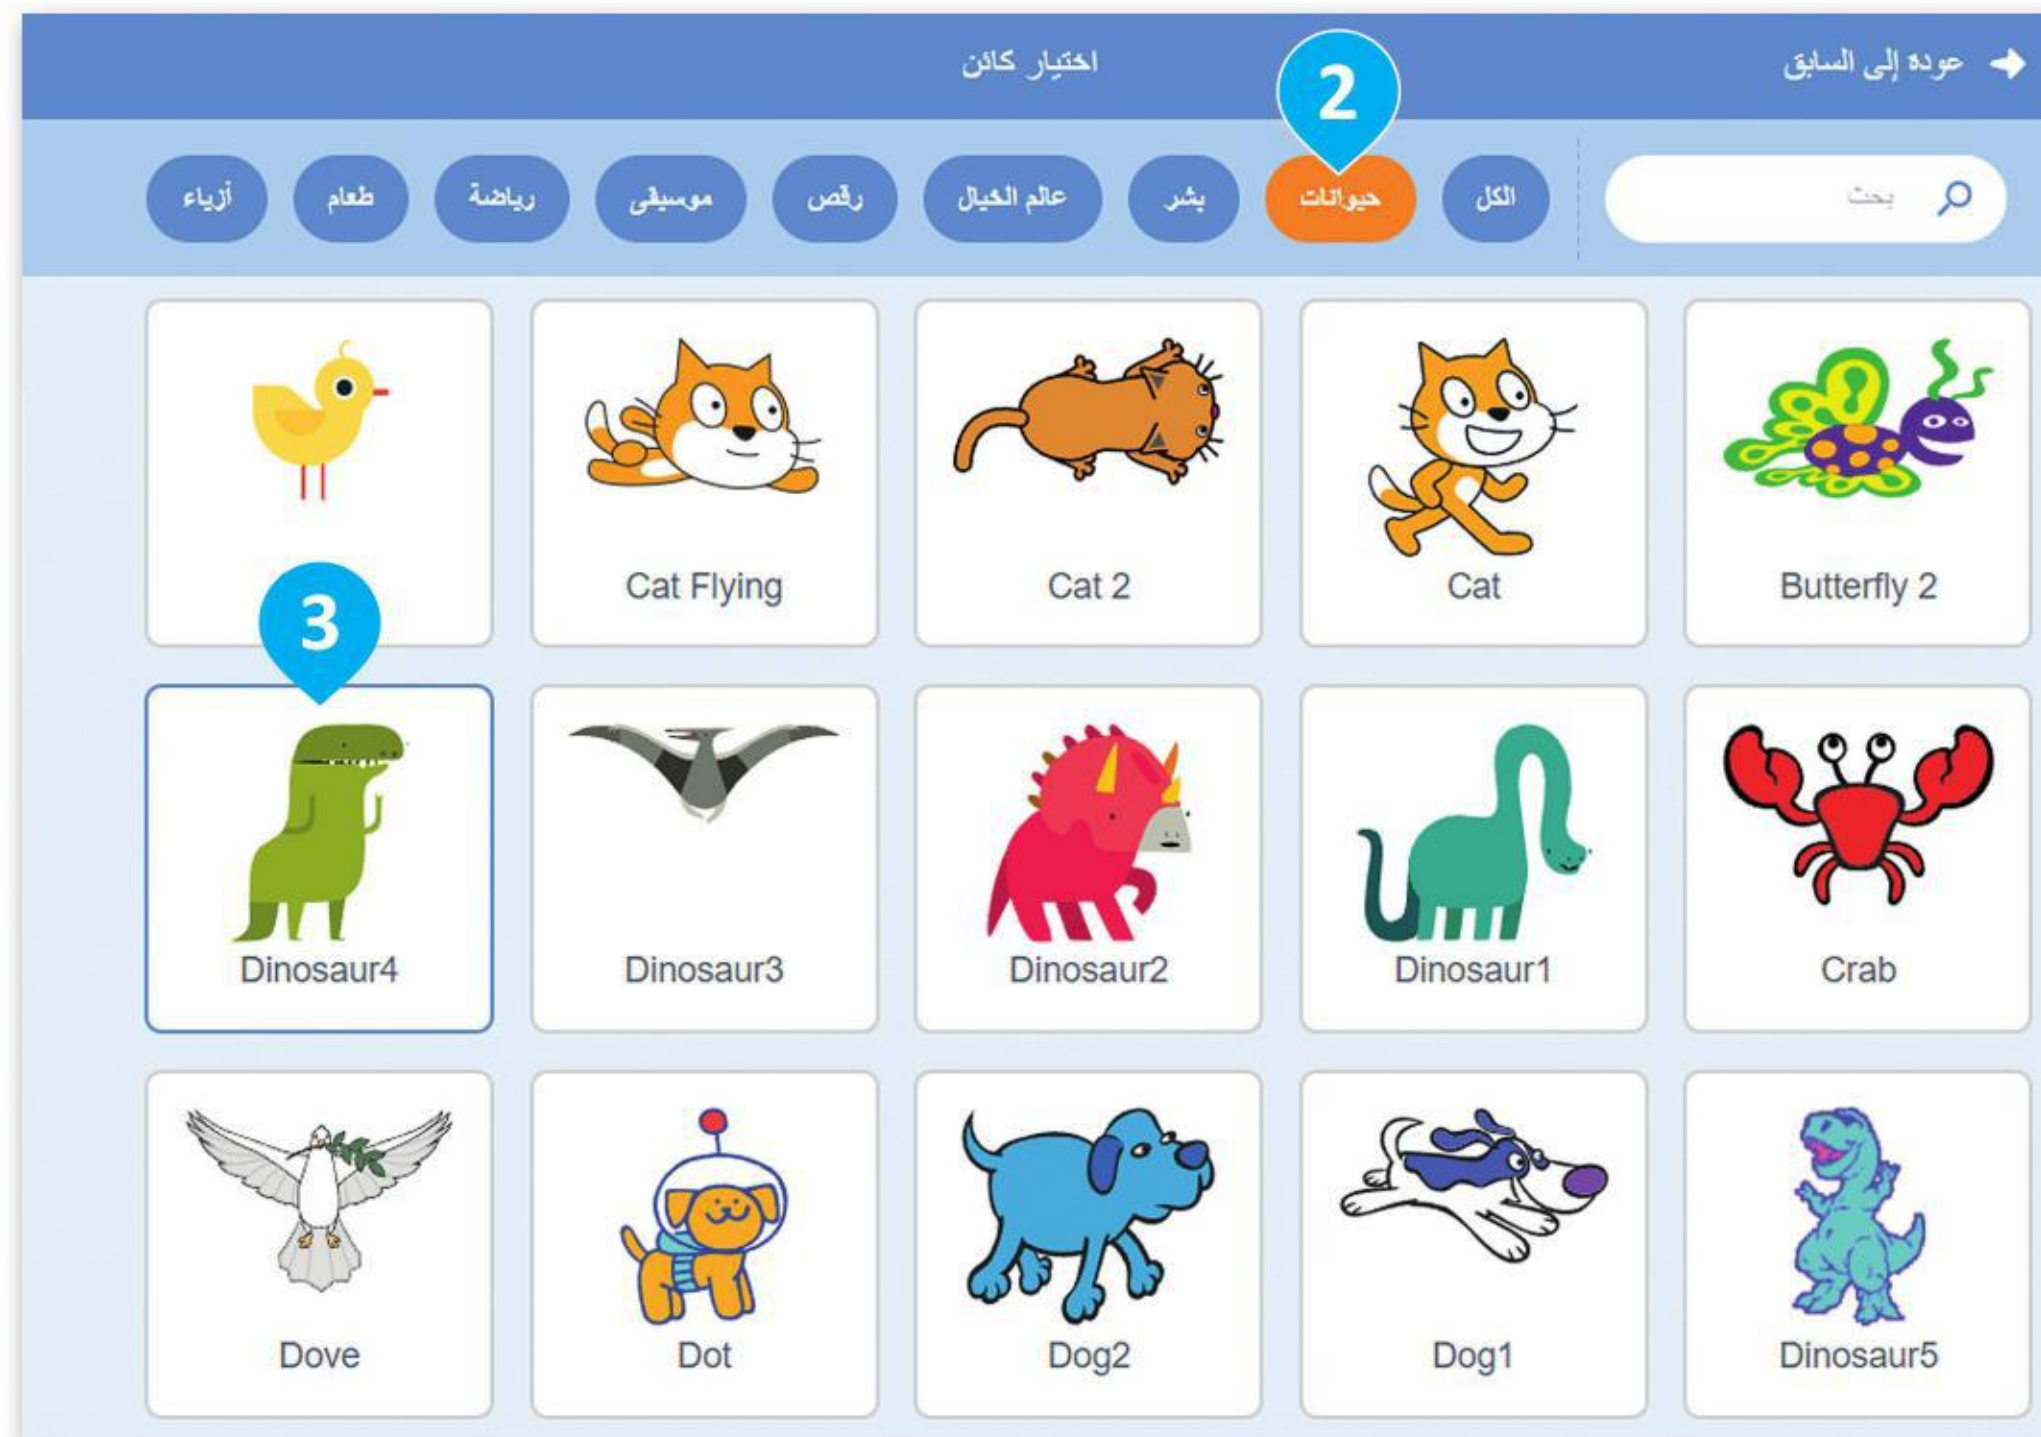 عودة إلى السابق
اختيار كائن
2
بحث
الكل
حيوانات
بشر
عالم الخيال
رقص
موسيقى
رياضة
طعام
أزياء
Butterfly 2
Cat
Cat 2
Cat Flying
3
Crab
Dinosaur1
Dinosaur2
Dinosaur3
Dinosaur4
Dinosaur5
Dog1
Dog2
Dot
Dove